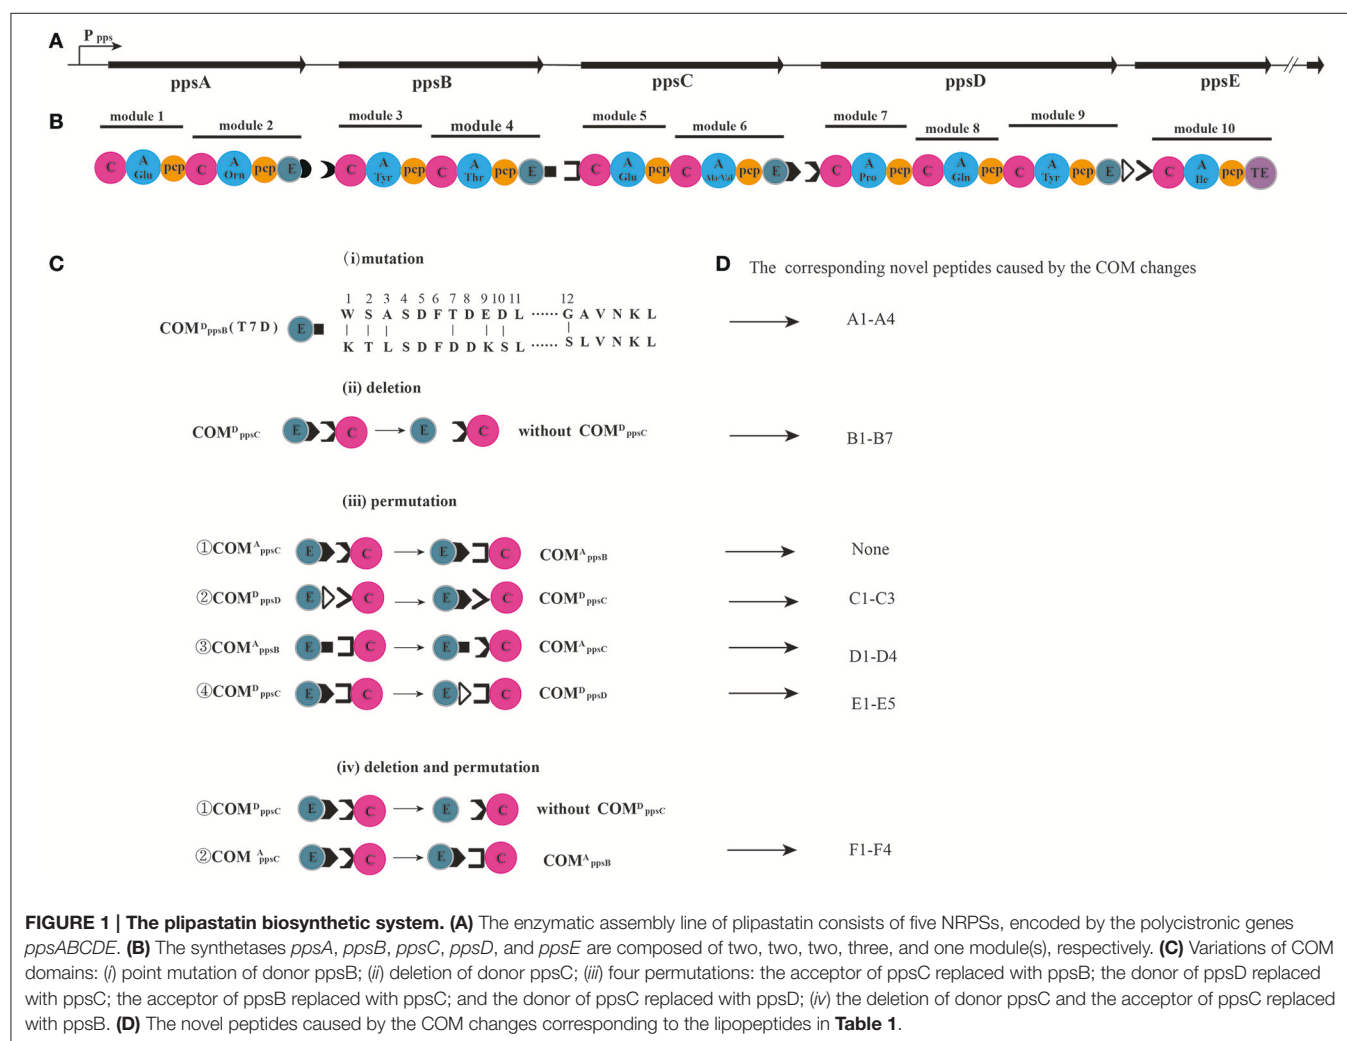 A
P pps
ppsA ppsB ppsC ppsD ppsE
B
module 1 module 2 module 3 module 4 module 5 module 6 module 7 module 8 module 9 module 10
C A Glu pcp C A Orn pcp E C A Tyr pcp C A Thr pcp E C A Glu pcp C A Ala/Val pcp E C A Pro pcp C A Gln pcp C A Tyr pcp E C A Ile pcp TE
C
(i)mutation
D The corresponding novel peptides caused by the COM changes
1 2 3 4 5 6 7 8 9 10 11 12
W S A S D F T D E D L ······ G A V N K L
COMᴰppsB(T7D) E
K T L S D F D D K S L ...... S L V N K L
A1-A4
(ii) deletion
COMᴰppsC E C E C without COMᴰppsC
B1-B7
(iii) permutation
①COMᴬppsC E C E C COMᴬppsB None
②COMᴰppsD E C E C COMᴰppsC C1-C3
③COMᴬppsB E C E C COMᴬppsC D1-D4
④COMᴰppsC E C E C COMᴰppsD E1-E5
(iv) deletion and permutation
①COMᴰppsC E C E C without COMᴰppsC
②COM ᴬppsC E C E C COMᴬppsB F1-F4
FIGURE 1 | The plipastatin biosynthetic system. (A) The enzymatic assembly line of plipastatin consists of five NRPSs, encoded by the polycistronic genes
ppsABCDE. (B) The synthetases ppsA, ppsB, ppsC, ppsD, and ppsE are composed of two, two, two, three, and one module(s), respectively. (C) Variations of COM
domains: (i) point mutation of donor ppsB; (ii) deletion of donor ppsC; (iii) four permutations: the acceptor of ppsC replaced with ppsB; the donor of ppsD replaced
with ppsC; the acceptor of ppsB replaced with ppsC; and the donor of ppsC replaced with ppsD; (iv) the deletion of donor ppsC and the acceptor of ppsC replaced
with ppsB. (D) The novel peptides caused by the COM changes corresponding to the lipopeptides in Table 1.